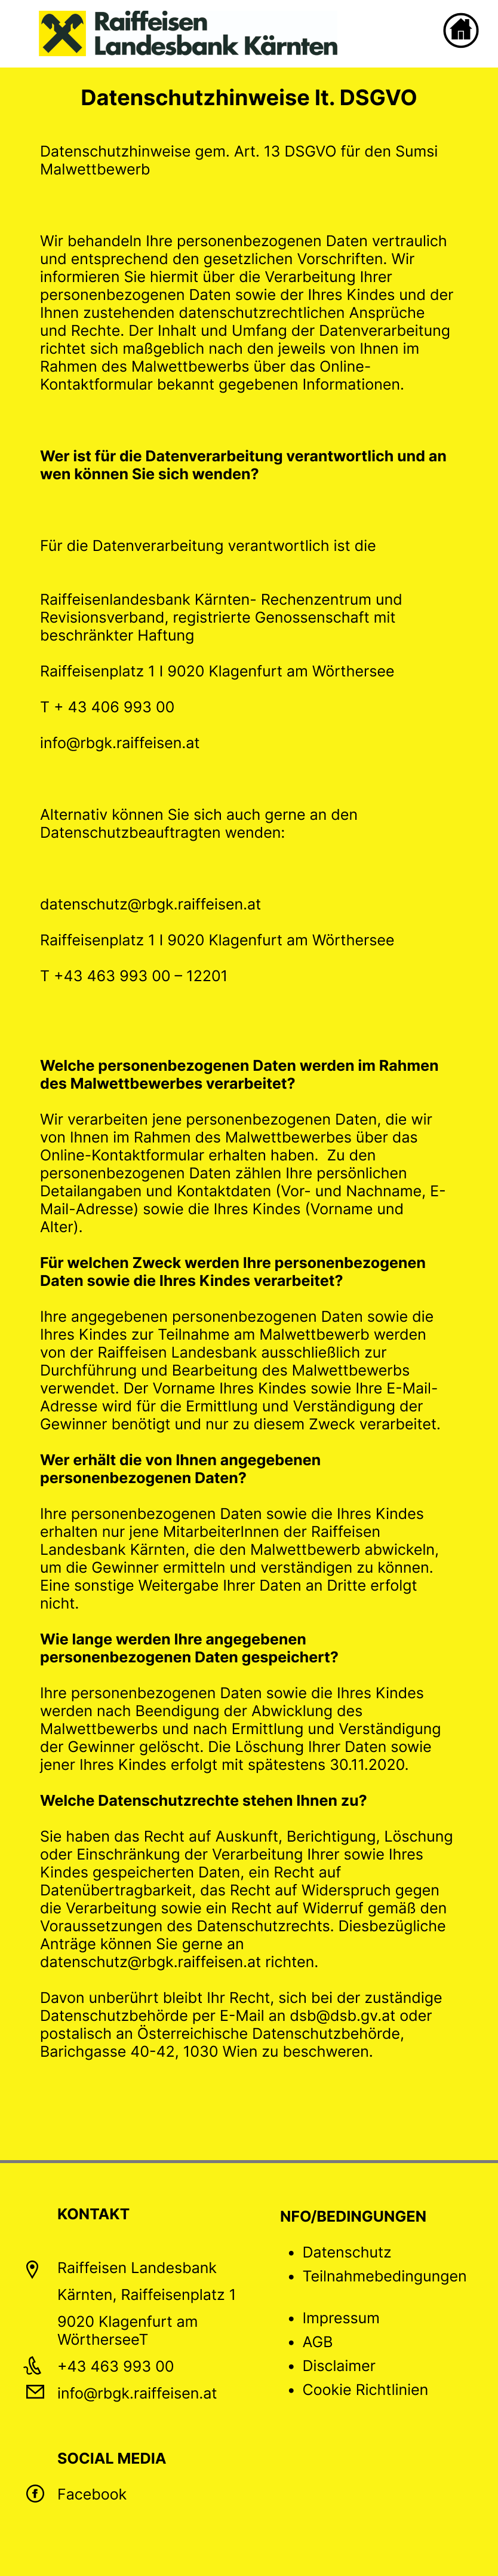 Raiffeisen
Landesbank Kärnten
Datenschutzhinweise lt. DSGVO
Datenschutzhinweise gem. Art. 13 DSGVO für den Sumsi
Malwettbewerb
Wir behandeln Ihre personenbezogenen Daten vertraulich
und entsprechend den gesetzlichen Vorschriften. Wir
informieren Sie hiermit über die Verarbeitung Ihrer
personenbezogenen Daten sowie der Ihres Kindes und der
Ihnen zustehenden datenschutzrechtlichen Ansprüche
und Rechte. Der Inhalt und Umfang der Datenverarbeitung
richtet sich maßgeblich nach den jeweils von Ihnen im
Rahmen des Malwettbewerbs über das Online-
Kontaktformular bekannt gegebenen Informationen.
Wer ist für die Datenverarbeitung verantwortlich und an
wen können Sie sich wenden?
Für die Datenverarbeitung verantwortlich ist die
Raiffeisenlandesbank Kärnten- Rechenzentrum und
Revisionsverband, registrierte Genossenschaft mit
beschränkter Haftung
Raiffeisenplatz 1 I 9020 Klagenfurt am Wörthersee
T + 43 406 993 00
info@rbgk.raiffeisen.at
Alternativ können Sie sich auch gerne an den
Datenschutzbeauftragten wenden:
datenschutz@rbgk.raiffeisen.at
Raiffeisenplatz 1 I 9020 Klagenfurt am Wörthersee
T +43 463 993 00 – 12201
Welche personenbezogenen Daten werden im Rahmen
des Malwettbewerbes verarbeitet?
Wir verarbeiten jene personenbezogenen Daten, die wir
von Ihnen im Rahmen des Malwettbewerbes über das
Online-Kontaktformular erhalten haben.  Zu den
personenbezogenen Daten zählen Ihre persönlichen
Detailangaben und Kontaktdaten (Vor- und Nachname, E-
Mail-Adresse) sowie die Ihres Kindes (Vorname und
Alter).
Für welchen Zweck werden Ihre personenbezogenen
Daten sowie die Ihres Kindes verarbeitet?
Ihre angegebenen personenbezogenen Daten sowie die
Ihres Kindes zur Teilnahme am Malwettbewerb werden
von der Raiffeisen Landesbank ausschließlich zur
Durchführung und Bearbeitung des Malwettbewerbs
verwendet. Der Vorname Ihres Kindes sowie Ihre E-Mail-
Adresse wird für die Ermittlung und Verständigung der
Gewinner benötigt und nur zu diesem Zweck verarbeitet.
Wer erhält die von Ihnen angegebenen
personenbezogenen Daten?
Ihre personenbezogenen Daten sowie die Ihres Kindes
erhalten nur jene MitarbeiterInnen der Raiffeisen
Landesbank Kärnten, die den Malwettbewerb abwickeln,
um die Gewinner ermitteln und verständigen zu können.
Eine sonstige Weitergabe Ihrer Daten an Dritte erfolgt
nicht.
Wie lange werden Ihre angegebenen
personenbezogenen Daten gespeichert?
Ihre personenbezogenen Daten sowie die Ihres Kindes
werden nach Beendigung der Abwicklung des
Malwettbewerbs und nach Ermittlung und Verständigung
der Gewinner gelöscht. Die Löschung Ihrer Daten sowie
jener Ihres Kindes erfolgt mit spätestens 30.11.2020.
Welche Datenschutzrechte stehen Ihnen zu?
Sie haben das Recht auf Auskunft, Berichtigung, Löschung
oder Einschränkung der Verarbeitung Ihrer sowie Ihres
Kindes gespeicherten Daten, ein Recht auf
Datenübertragbarkeit, das Recht auf Widerspruch gegen
die Verarbeitung sowie ein Recht auf Widerruf gemäß den
Voraussetzungen des Datenschutzrechts. Diesbezügliche
Anträge können Sie gerne an
datenschutz@rbgk.raiffeisen.at richten.
Davon unberührt bleibt Ihr Recht, sich bei der zuständige
Datenschutzbehörde per E-Mail an dsb@dsb.gv.at oder
postalisch an Österreichische Datenschutzbehörde,
Barichgasse 40-42, 1030 Wien zu beschweren.
KONTAKT
Raiffeisen Landesbank
Kärnten, Raiffeisenplatz 1
9020 Klagenfurt am
WörtherseeT
+43 463 993 00
info@rbgk.raiffeisen.at
SOCIAL MEDIA
Facebook
NFO/BEDINGUNGEN
• Datenschutz
• Teilnahmebedingungen
• Impressum
• AGB
• Disclaimer
• Cookie Richtlinien